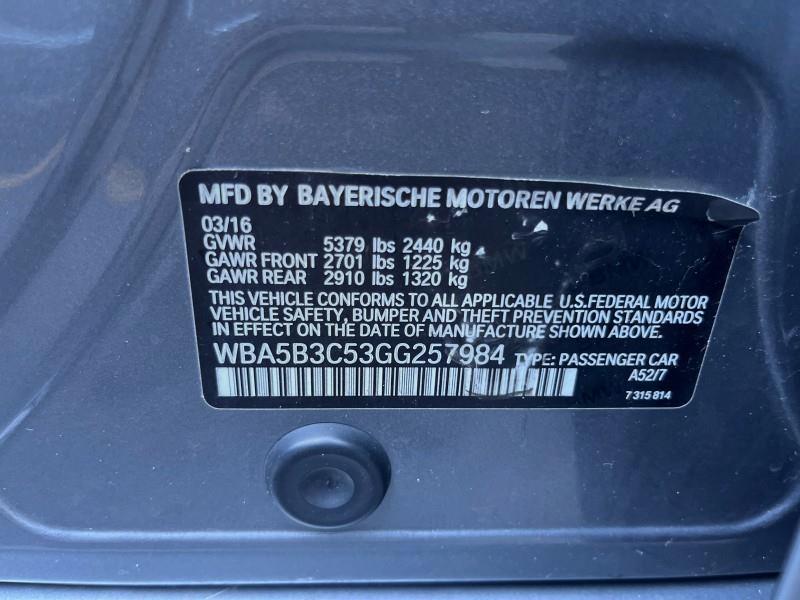 MFD BY BAYERISCHE MOTOREN WERKE AG
03/16
GVWR 5379 lbs 2440 kg
GAWR FRONT 2701 lbs 1225 kg
GAWR REAR 2910 lbs 1320 kg
THIS VEHICLE CONFORMS TO ALL APPLICABLE U.S.FEDERAL MOTOR
VEHICLE SAFETY, BUMPER AND THEFT PREVENTION STANDARDS
IN EFFECT ON THE DATE OF MANUFACTURE SHOWN ABOVE.
WBA5B3C53GG257984 TYPE: PASSENGER CAR
A52/7
7 315 814